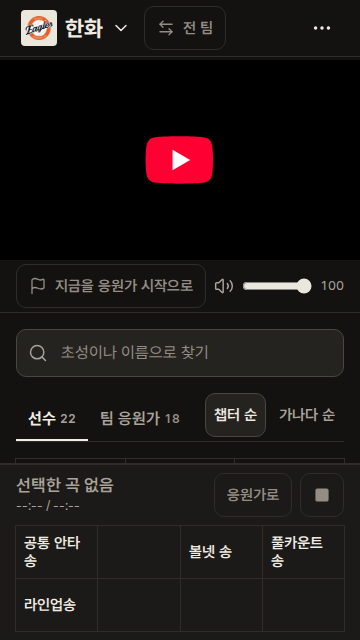 Eagles
한화
전 팀
지금을 응원가 시작으로
100
초성이나 이름으로 찾기
선수 22
팀 응원가 18
챕터 순
가나다 순
선택한 곡 없음
--:-- / --:--
응원가로
공통 안타
송
볼넷 송
풀카운트
송
라인업송